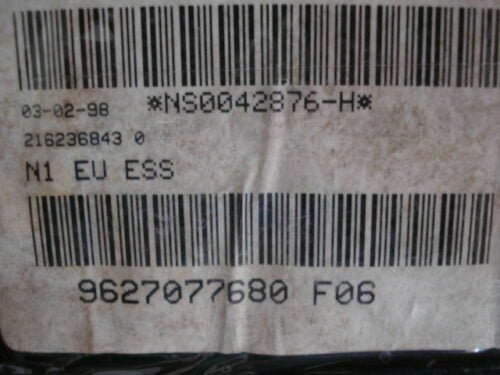 *NS0042876-H*
03-02-98
216236843 0
N1 EU ESS
9627077680 F06